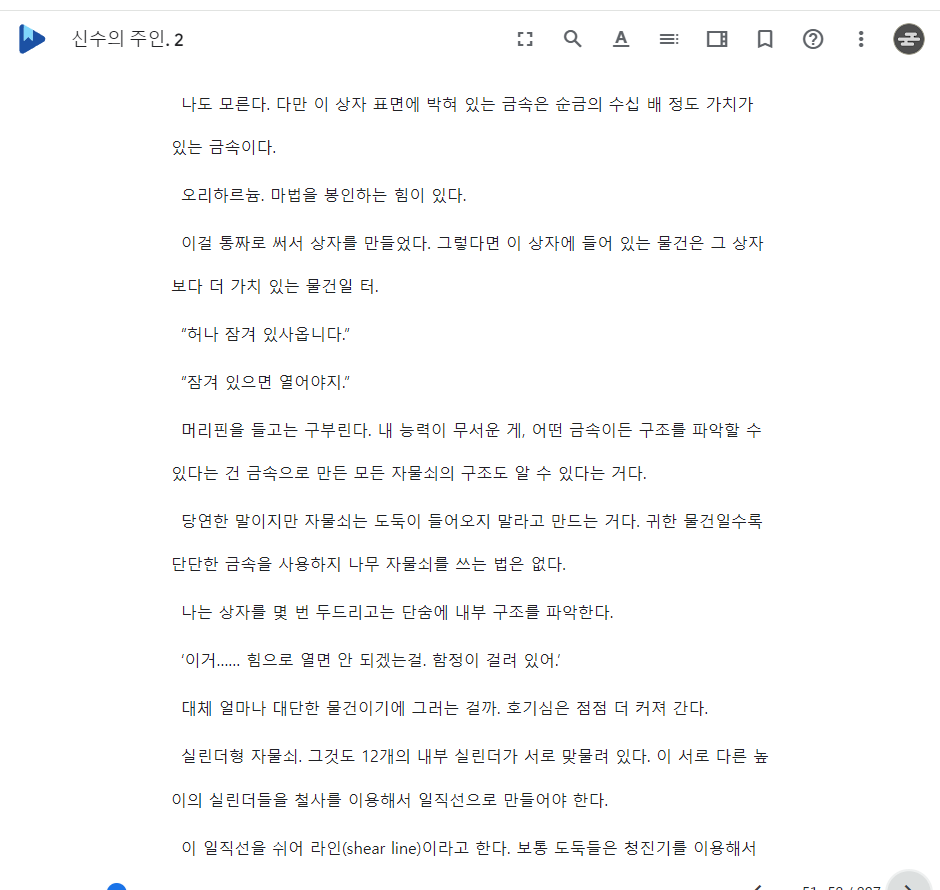 신수의 주인. 2
나도 모른다. 다만 이 상자 표면에 박혀 있는 금속은 순금의 수십 배 정도 가치가
있는 금속이다.
오리하르늄. 마법을 봉인하는 힘이 있다.
이걸 통짜로 써서 상자를 만들었다. 그렇다면 이 상자에 들어 있는 물건은 그 상자
보다 더 가치 있는 물건일 터.
“허나 잠겨 있사옵니다.”
“잠겨 있으면 열어야지.”
머리핀을 들고는 구부린다. 내 능력이 무서운 게, 어떤 금속이든 구조를 파악할 수
있다는 건 금속으로 만든 모든 자물쇠의 구조도 알 수 있다는 거다.
당연한 말이지만 자물쇠는 도둑이 들어오지 말라고 만드는 거다. 귀한 물건일수록
단단한 금속을 사용하지 나무 자물쇠를 쓰는 법은 없다.
나는 상자를 몇 번 두드리고는 단숨에 내부 구조를 파악한다.
‘이거...... 힘으로 열면 안 되겠는걸. 함정이 걸려 있어.’
대체 얼마나 대단한 물건이기에 그러는 걸까. 호기심은 점점 더 커져 간다.
실린더형 자물쇠. 그것도 12개의 내부 실린더가 서로 맞물려 있다. 이 서로 다른 높
이의 실린더들을 철사를 이용해서 일직선으로 만들어야 한다.
이 일직선을 쉬어 라인(shear line)이라고 한다. 보통 도둑들은 청진기를 이용해서